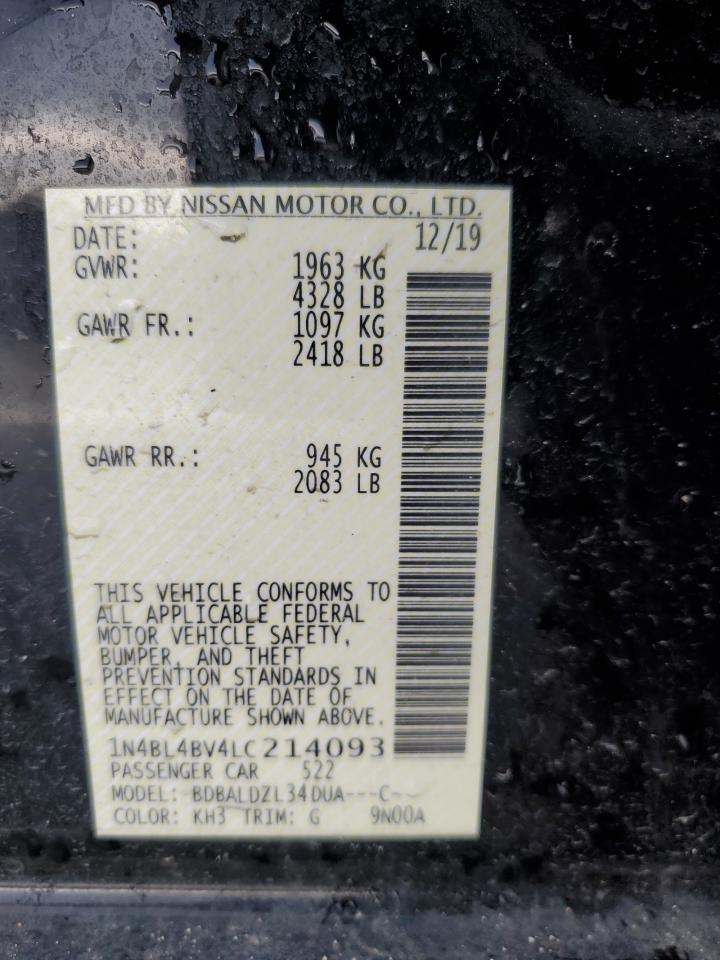 MFD BY NISSAN MOTOR CO., LTD.
DATE: 12/19
GVWR: 1963 KG
4328 LB
GAWR FR.: 1097 KG
2418 LB
GAWR RR.: 945 KG
2083 LB
THIS VEHICLE CONFORMS TO
ALL APPLICABLE FEDERAL
MOTOR VEHICLE SAFETY,
BUMPER, AND THEFT
PREVENTION STANDARDS IN
EFFECT ON THE DATE OF
MANUFACTURE SHOWN ABOVE.
1N4BL4BV4LC214093
PASSENGER CAR 522
MODEL: BDBALDZL34DUA---C--
COLOR: KH3 TRIM: G 9N00A